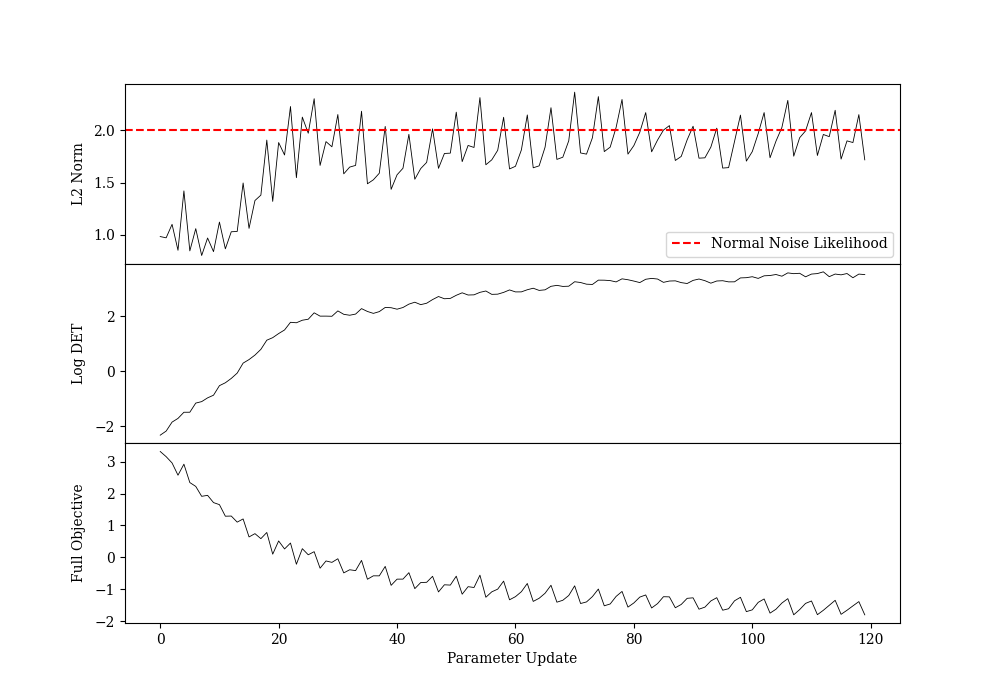 2.0
1.5
1.0
L2 Norm
Normal Noise Likelihood
2
0
−2
Log DET
3
2
1
0
−1
−2
Full Objective
0 20 40 60 80 100 120
Parameter Update